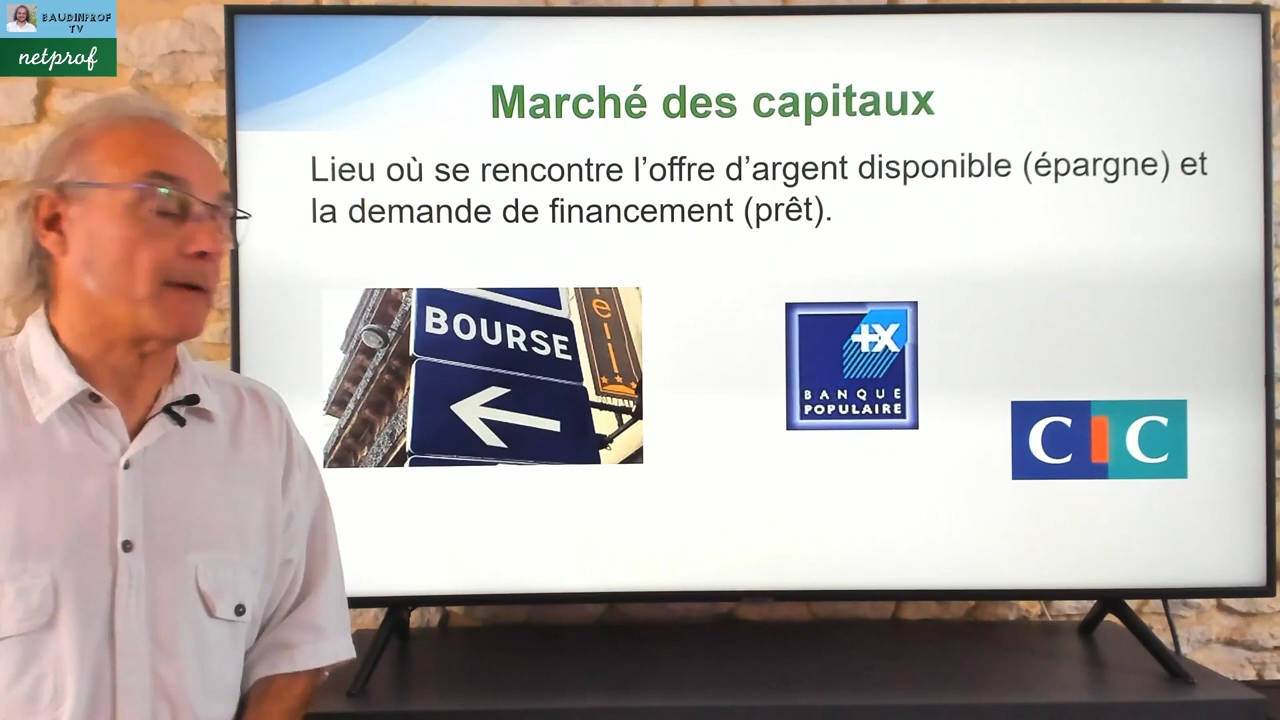 BAUDINPROF
TV
netprof
Marché des capitaux
Lieu où se rencontre l’offre d’argent disponible (épargne) et
la demande de financement (prêt).
BOURSE
ell
+X
BANQUE
POPULAIRE
CIC